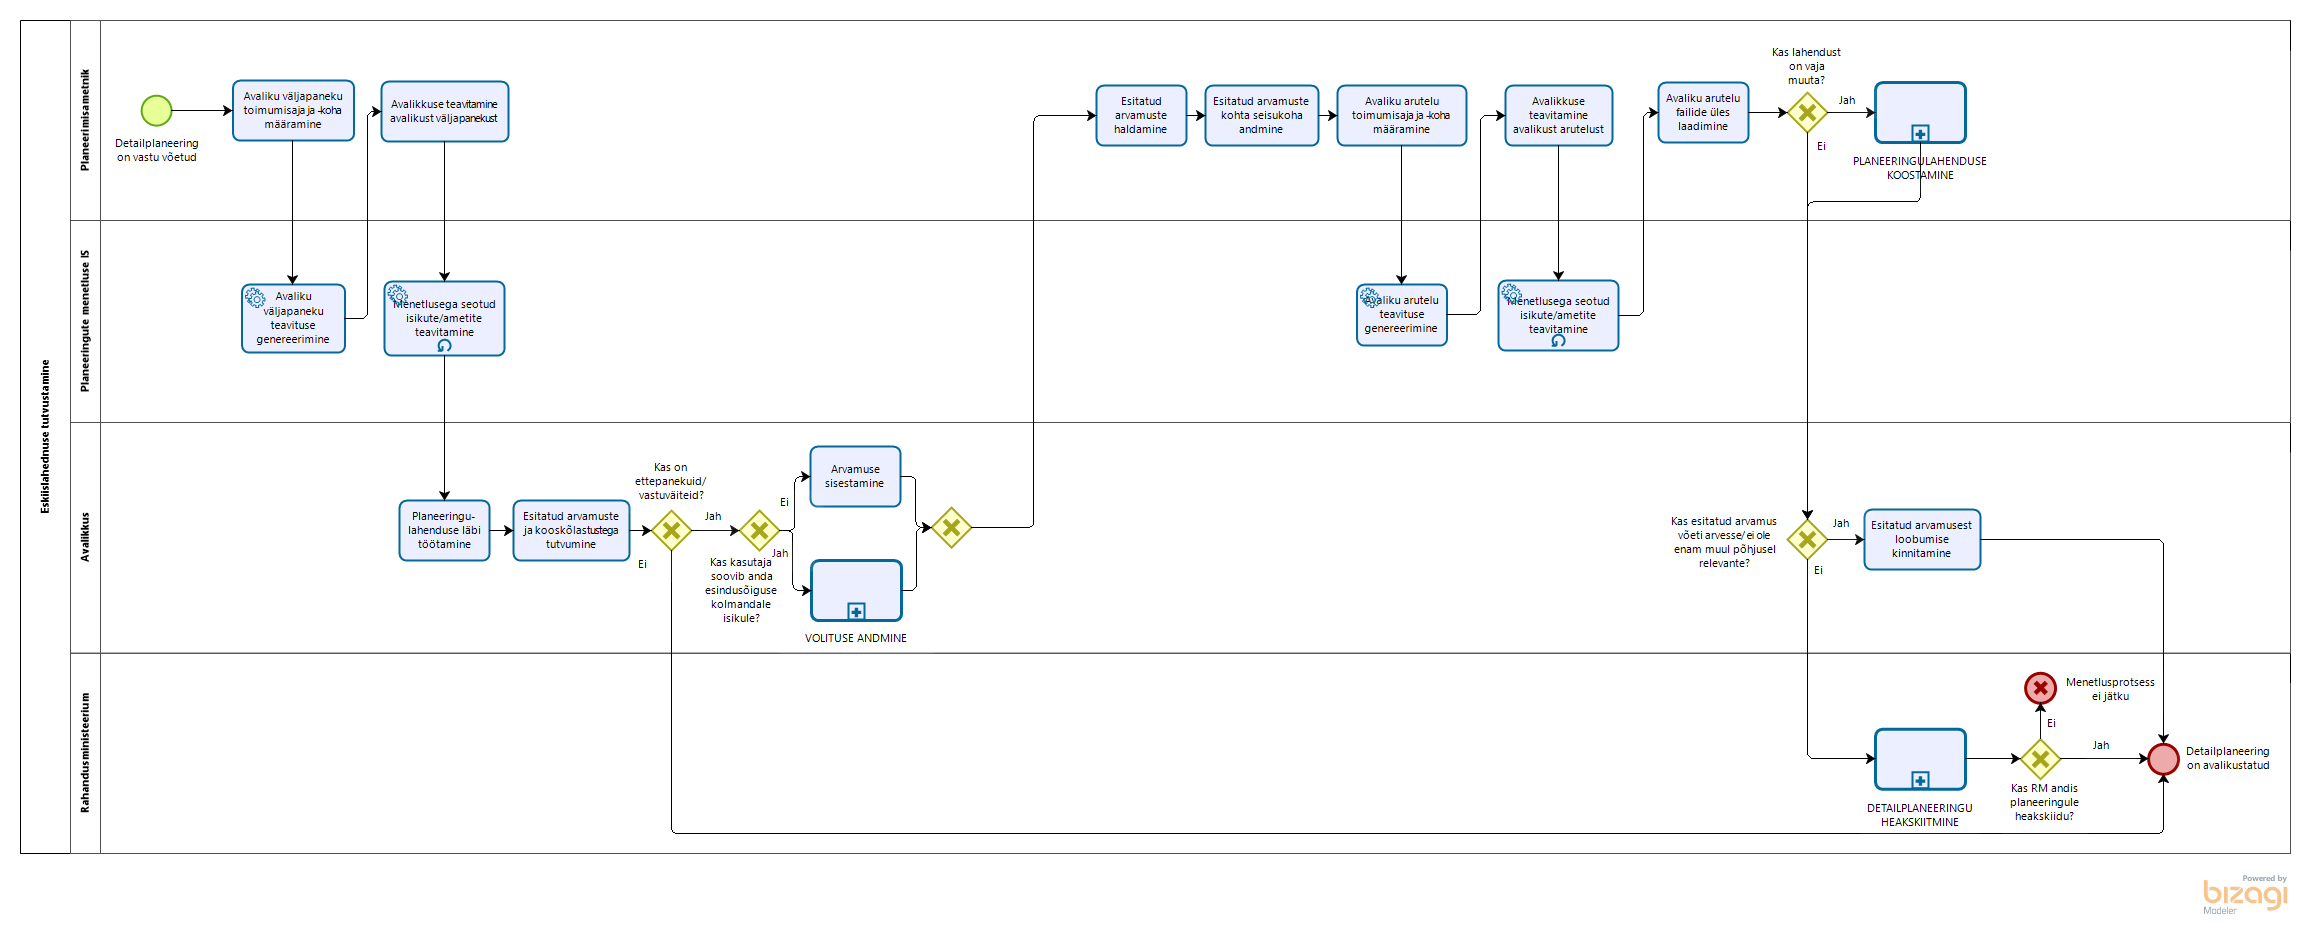 Eskiislahednuse tutvustamine
Planeerimisametnik
Detailplaneering
on vastu võetud
Avaliku väljapaneku
toimumisaja ja -koha
määramine
Avalikkuse teavitamine
avalikust väljapanekust
Esitatud
arvamuste
haldamine
Esitatud arvamuste
kohta seisukoha
andmine
Avaliku arutelu
toimumisaja ja -koha
määramine
Avalikkuse
teavitamine
avalikust arutelust
Avaliku arutelu
failide üles
laadimine
Kas lahendust
on vaja
muuta?
Jah
Ei
PLANEERINGULAHENDUSE
KOOSTAMINE
Planeeringute menetluse IS
Avaliku
väljapaneku
teavituse
genereerimine
Menetlusega seotud
isikute/ametite
teavitamine
Avaliku arutelu
teavituse
genereerimine
Menetlusega seotud
isikute/ametite
teavitamine
Avalikkus
Planeeringu-
lahenduse läbi
töötamine
Esitatud arvamuste
ja kooskõlastustega
tutvumine
Kas on
ettepanekuid/
vastuväiteid?
Jah
Ei
Kas kasutaja
soovib anda
esindusõiguse
kolmandale
isikule?
Ei
Jah
Arvamuse
sisestamine
VOLITUSE ANDMINE
Kas esitatud arvamus
võeti arvesse/ ei ole
enam muul põhjusel
relevante?
Jah
Ei
Esitatud arvamusest
loobumise
kinnitamine
Rahandusministeerium
DETAILPLANEERINGU
HEAKSKIITMINE
Kas RM andis
planeeringule
heakskiidu?
Ei
Jah
Menetlusprotsess
ei jätku
Detailplaneering
on avalikustatud
Powered by
bizagi
Modeler